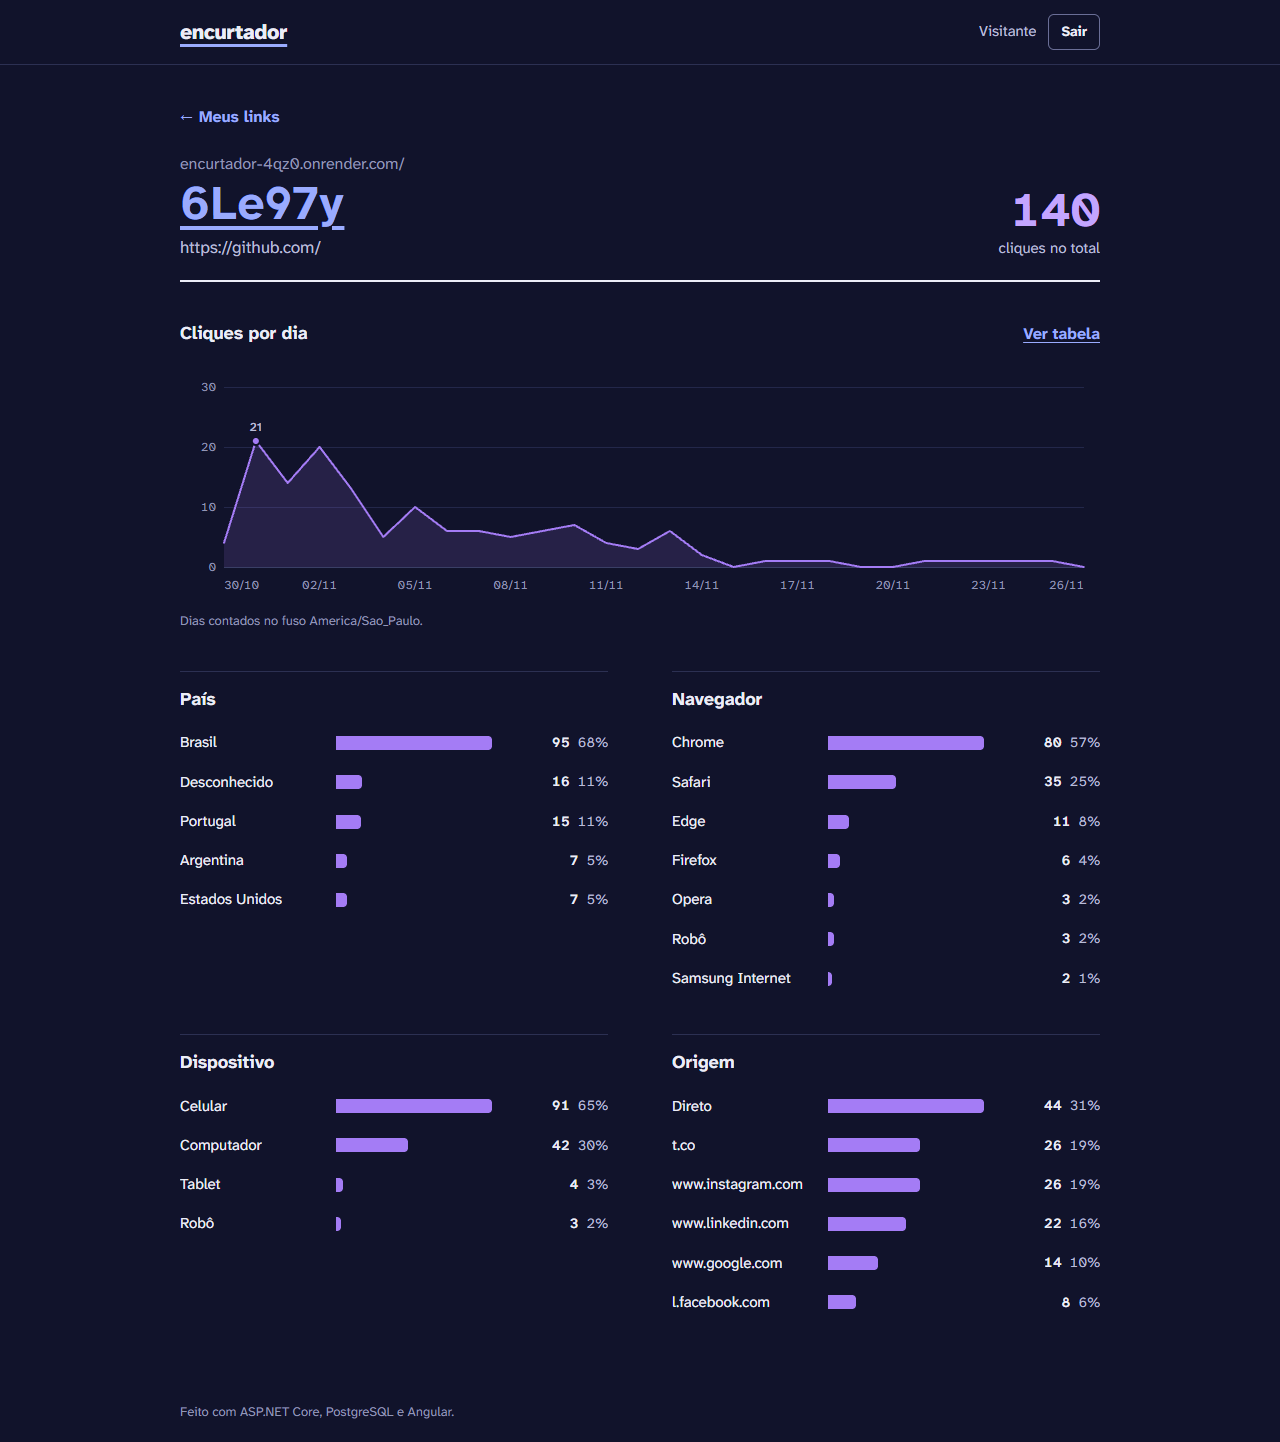 encurtador
Visitante Sair
← Meus links
encurtador-4qz0.onrender.com/
6Le97y
140
https://github.com/
cliques no total
Cliques por dia
Ver tabela
30
21
20
10
0
30/10 02/11 05/11 08/11 11/11 14/11 17/11 20/11 23/11 26/11
Dias contados no fuso America/Sao_Paulo.
País
Brasil 95 68%
Desconhecido 16 11%
Portugal 15 11%
Argentina 7 5%
Estados Unidos 7 5%
Navegador
Chrome 80 57%
Safari 35 25%
Edge 11 8%
Firefox 6 4%
Opera 3 2%
Robô 3 2%
Samsung Internet 2 1%
Dispositivo
Celular 91 65%
Computador 42 30%
Tablet 4 3%
Robô 3 2%
Origem
Direto 44 31%
t.co 26 19%
www.instagram.com 26 19%
www.linkedin.com 22 16%
www.google.com 14 10%
l.facebook.com 8 6%
Feito com ASP.NET Core, PostgreSQL e Angular.